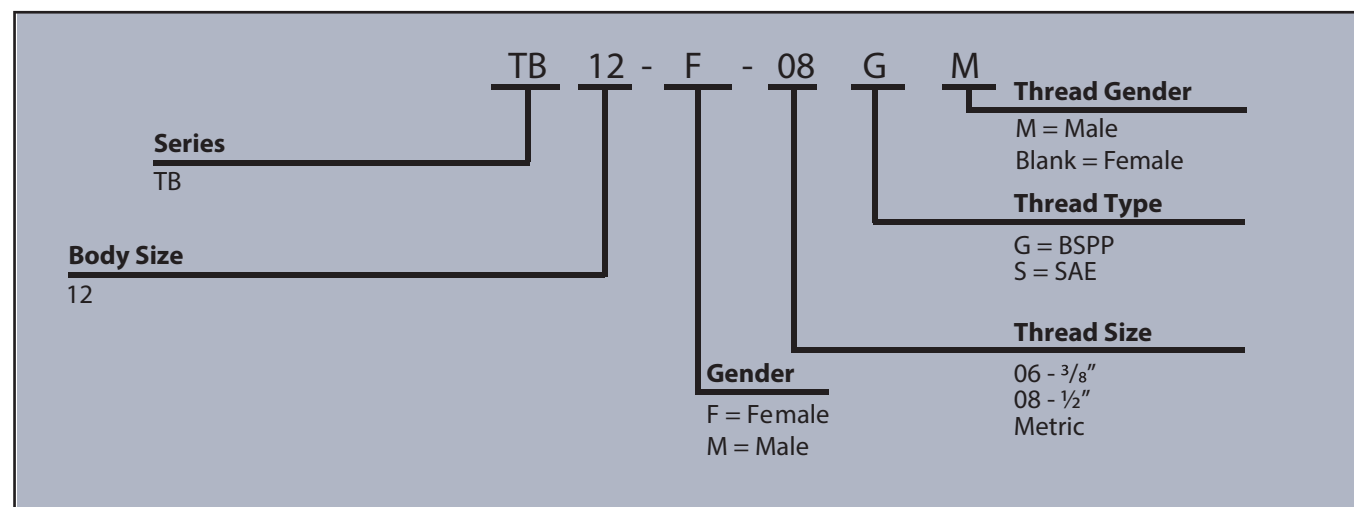 TB 12 - F - 08 G M
Thread Gender
M = Male
Blank = Female
Series
TB
Thread Type
G = BSPP
S = SAE
Body Size
12
Thread Size
06 - ³/₈″
08 - ½″
Metric
Gender
F = Female
M = Male